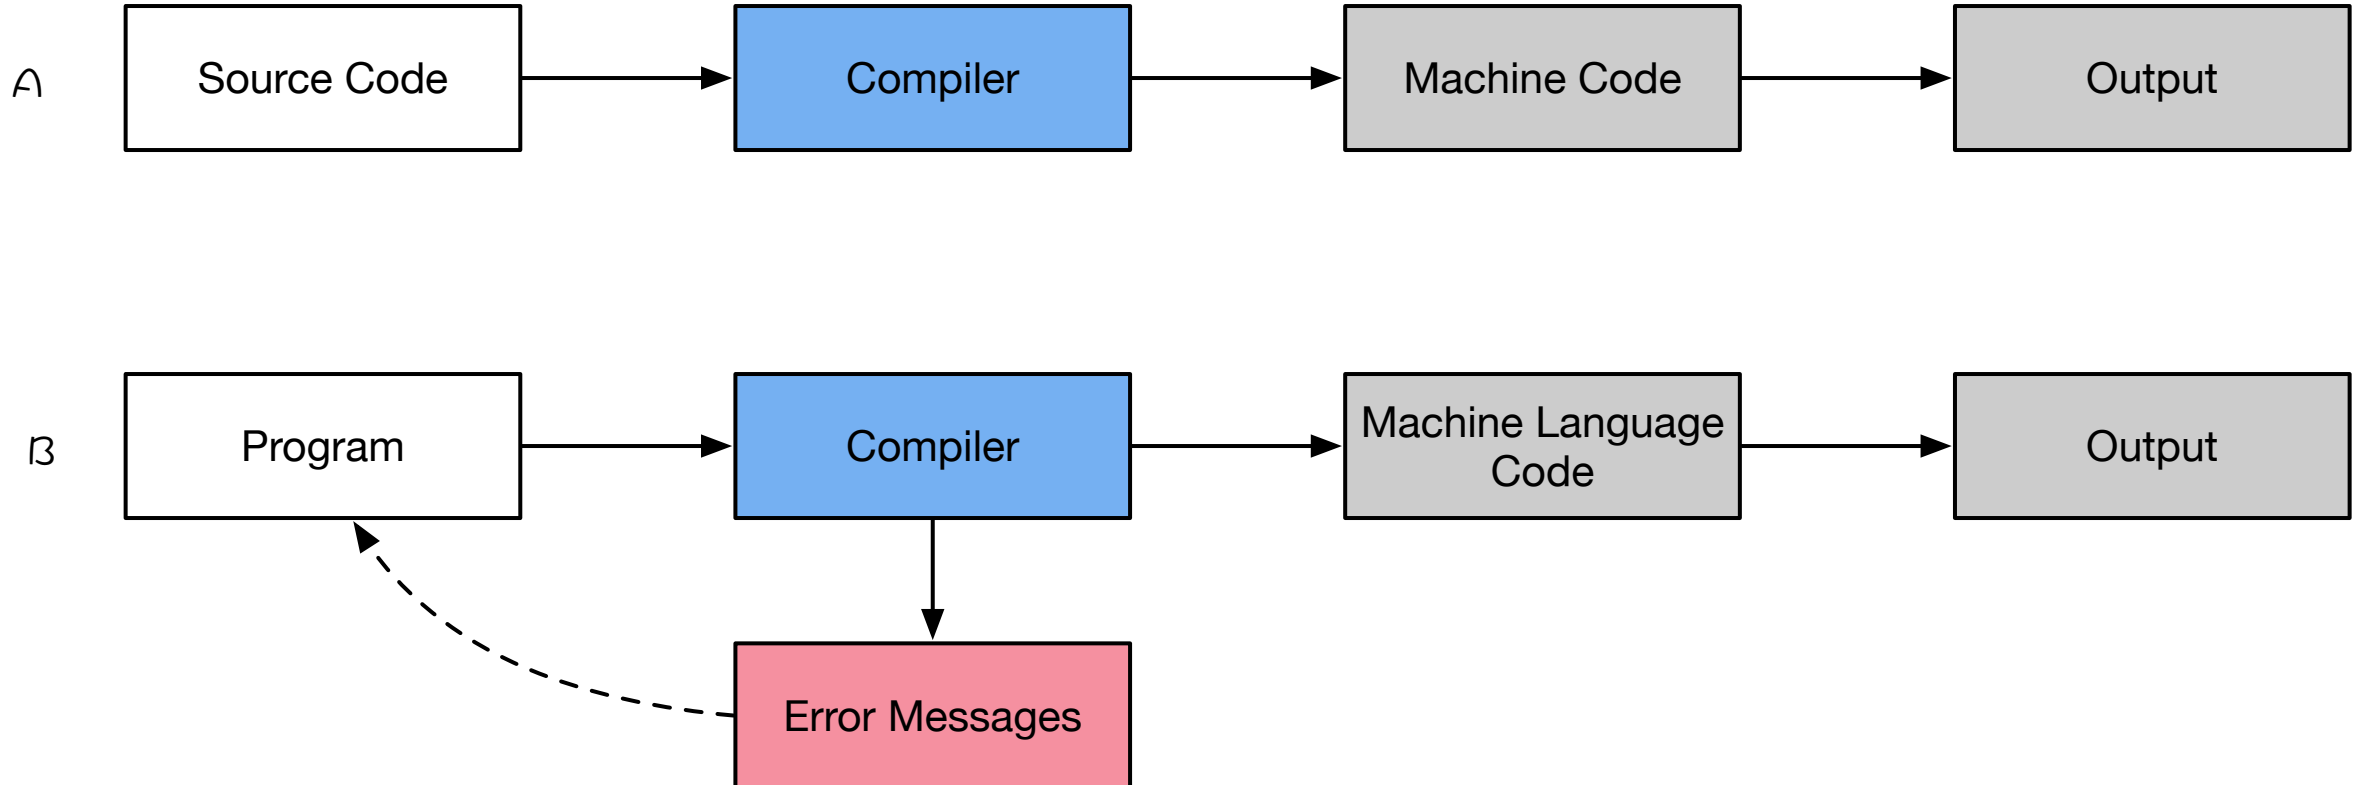 A
Source Code
Compiler
Machine Code
Output
B
Program
Compiler
Machine Language
Code
Output
Error Messages